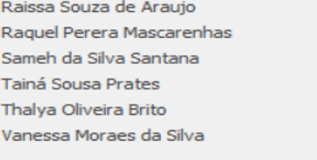 Raissa Souza de Araujo
Raquel Perera Mascarenhas
Sameh da Silva Santana
Tainá Sousa Prates
Thalya Oliveira Brito
Vanessa Moraes da Silva